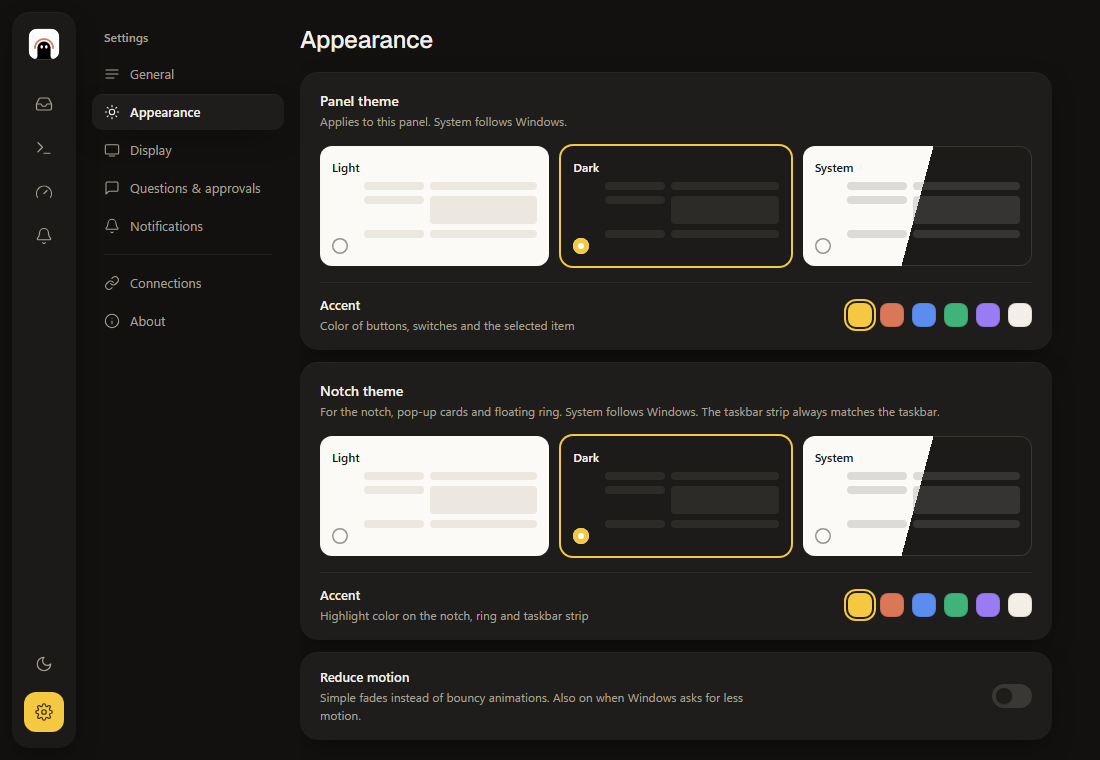 Settings
General
Appearance
Display
Questions & approvals
Notifications
Connections
About
Appearance
Panel theme
Applies to this panel. System follows Windows.
Light
Dark
System
Accent
Color of buttons, switches and the selected item
Notch theme
For the notch, pop-up cards and floating ring. System follows Windows. The taskbar strip always matches the taskbar.
Light
Dark
System
Accent
Highlight color on the notch, ring and taskbar strip
Reduce motion
Simple fades instead of bouncy animations. Also on when Windows asks for less
motion.